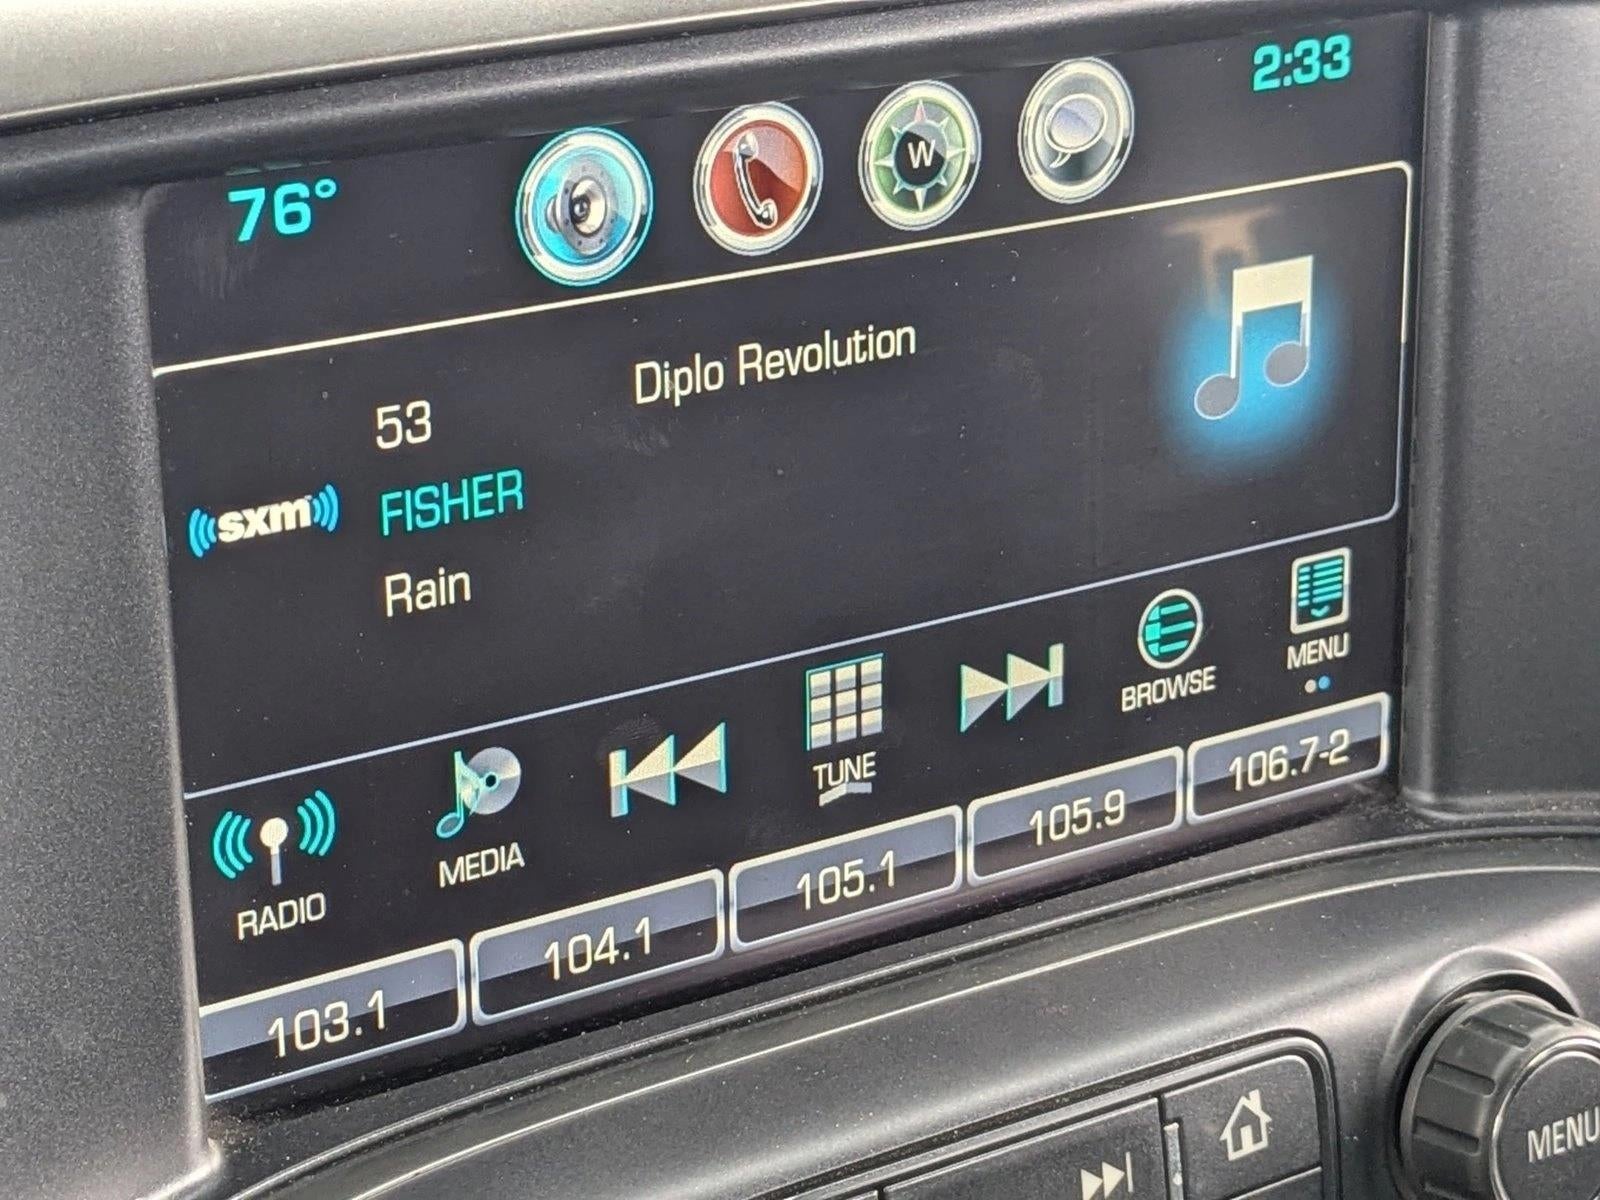 2:33
76°
W
Diplo Revolution
53
sxm
FISHER
Rain
MENU
BROWSE
TUNE
MEDIA
RADIO
103.1
104.1
105.1
105.9
106.7-2
MENU